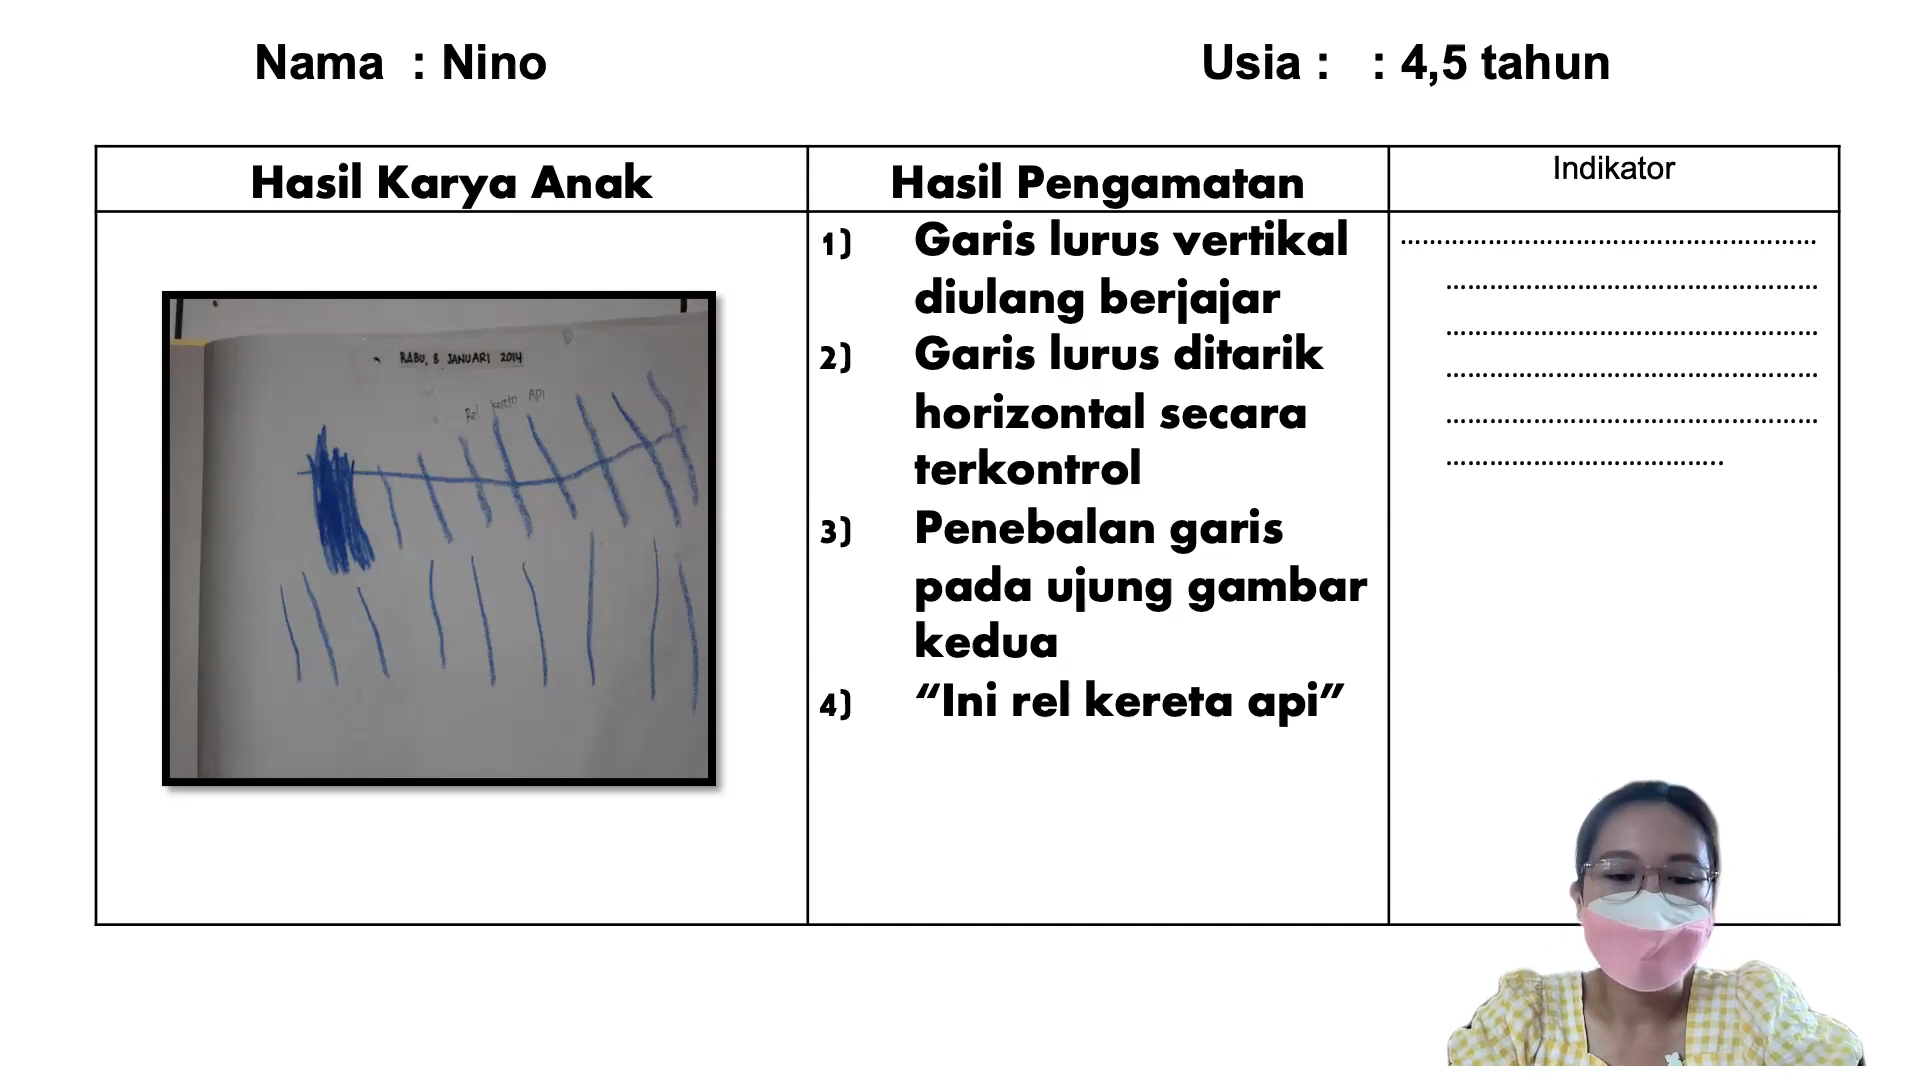 Nama : Nino
Usia : : 4,5 tahun
Hasil Karya Anak
Hasil Pengamatan
Indikator
RABU, 8 JANUARI 2014
Rel kereta API
1) Garis lurus vertikal
diulang berjajar
2) Garis lurus ditarik
horizontal secara
terkontrol
3) Penebalan garis
pada ujung gambar
kedua
4) “Ini rel kereta api”